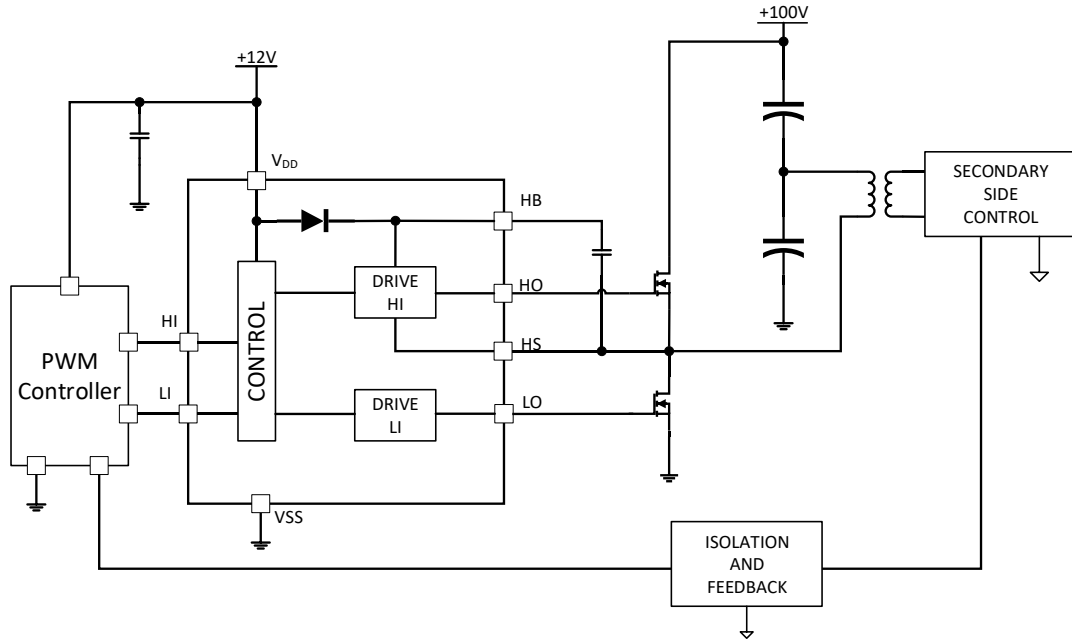 +100V
+12V
VDD
HB
SECONDARY
SIDE
CONTROL
DRIVE
HI
HO
HI
CONTROL
HS
PWM
Controller
LI
DRIVE
LI
LO
VSS
ISOLATION
AND
FEEDBACK